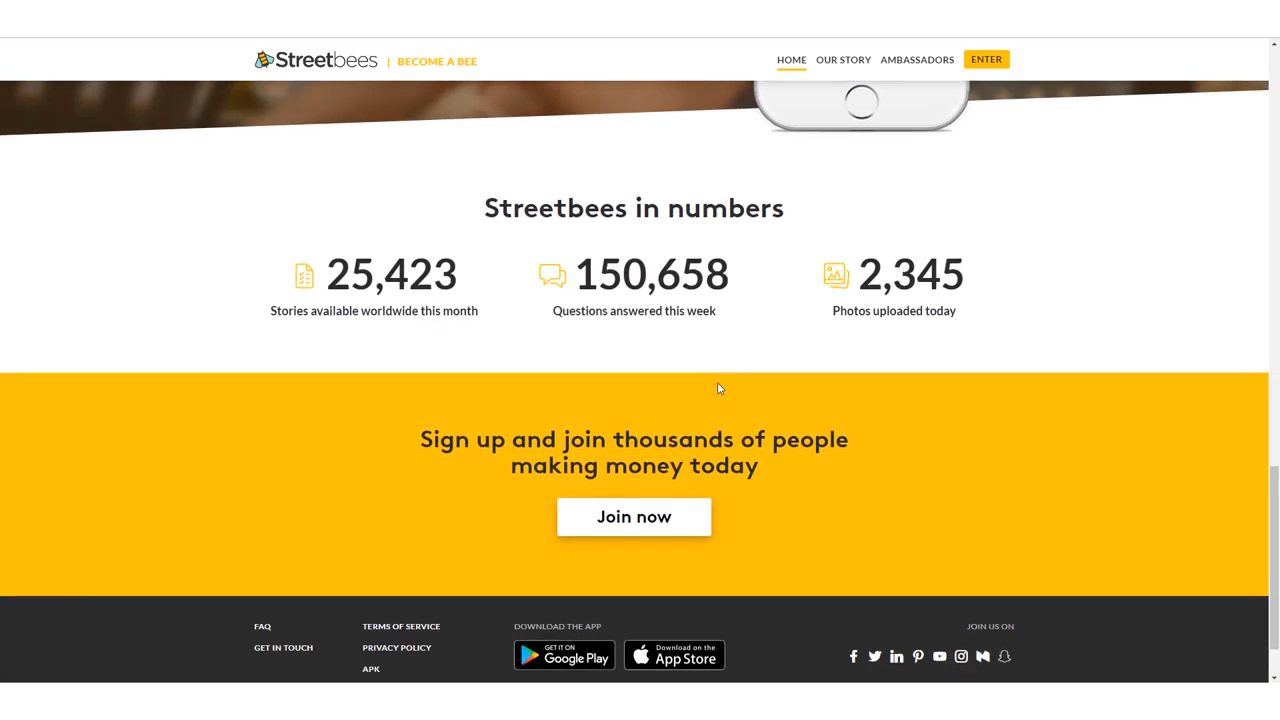 Streetbees | BECOME A BEE
HOME OUR STORY AMBASSADORS ENTER
Streetbees in numbers
25,423 150,658 2,345
Stories available worldwide this month Questions answered this week Photos uploaded today
Sign up and join thousands of people
making money today
Join now
FAQ TERMS OF SERVICE DOWNLOAD THE APP JOIN US ON
GET IN TOUCH PRIVACY POLICY
GET IT ON Google Play Download on the App Store
APK